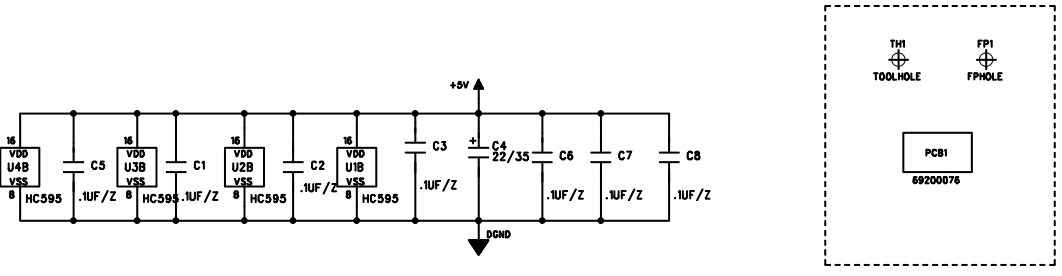 TH1
FP1
TOOLHOLE
FPHOLE
+5V
16
VDD
U4B
VSS
8
HC595
C5
.1UF/Z
16
VDD
U3B
VSS
8
HC595
C1
.1UF/Z
16
VDD
U2B
VSS
8
HC595
C2
.1UF/Z
16
VDD
U1B
VSS
8
HC595
C3
.1UF/Z
+
C4
22/35
C6
.1UF/Z
C7
.1UF/Z
C8
.1UF/Z
DGND
PCB1
69200076